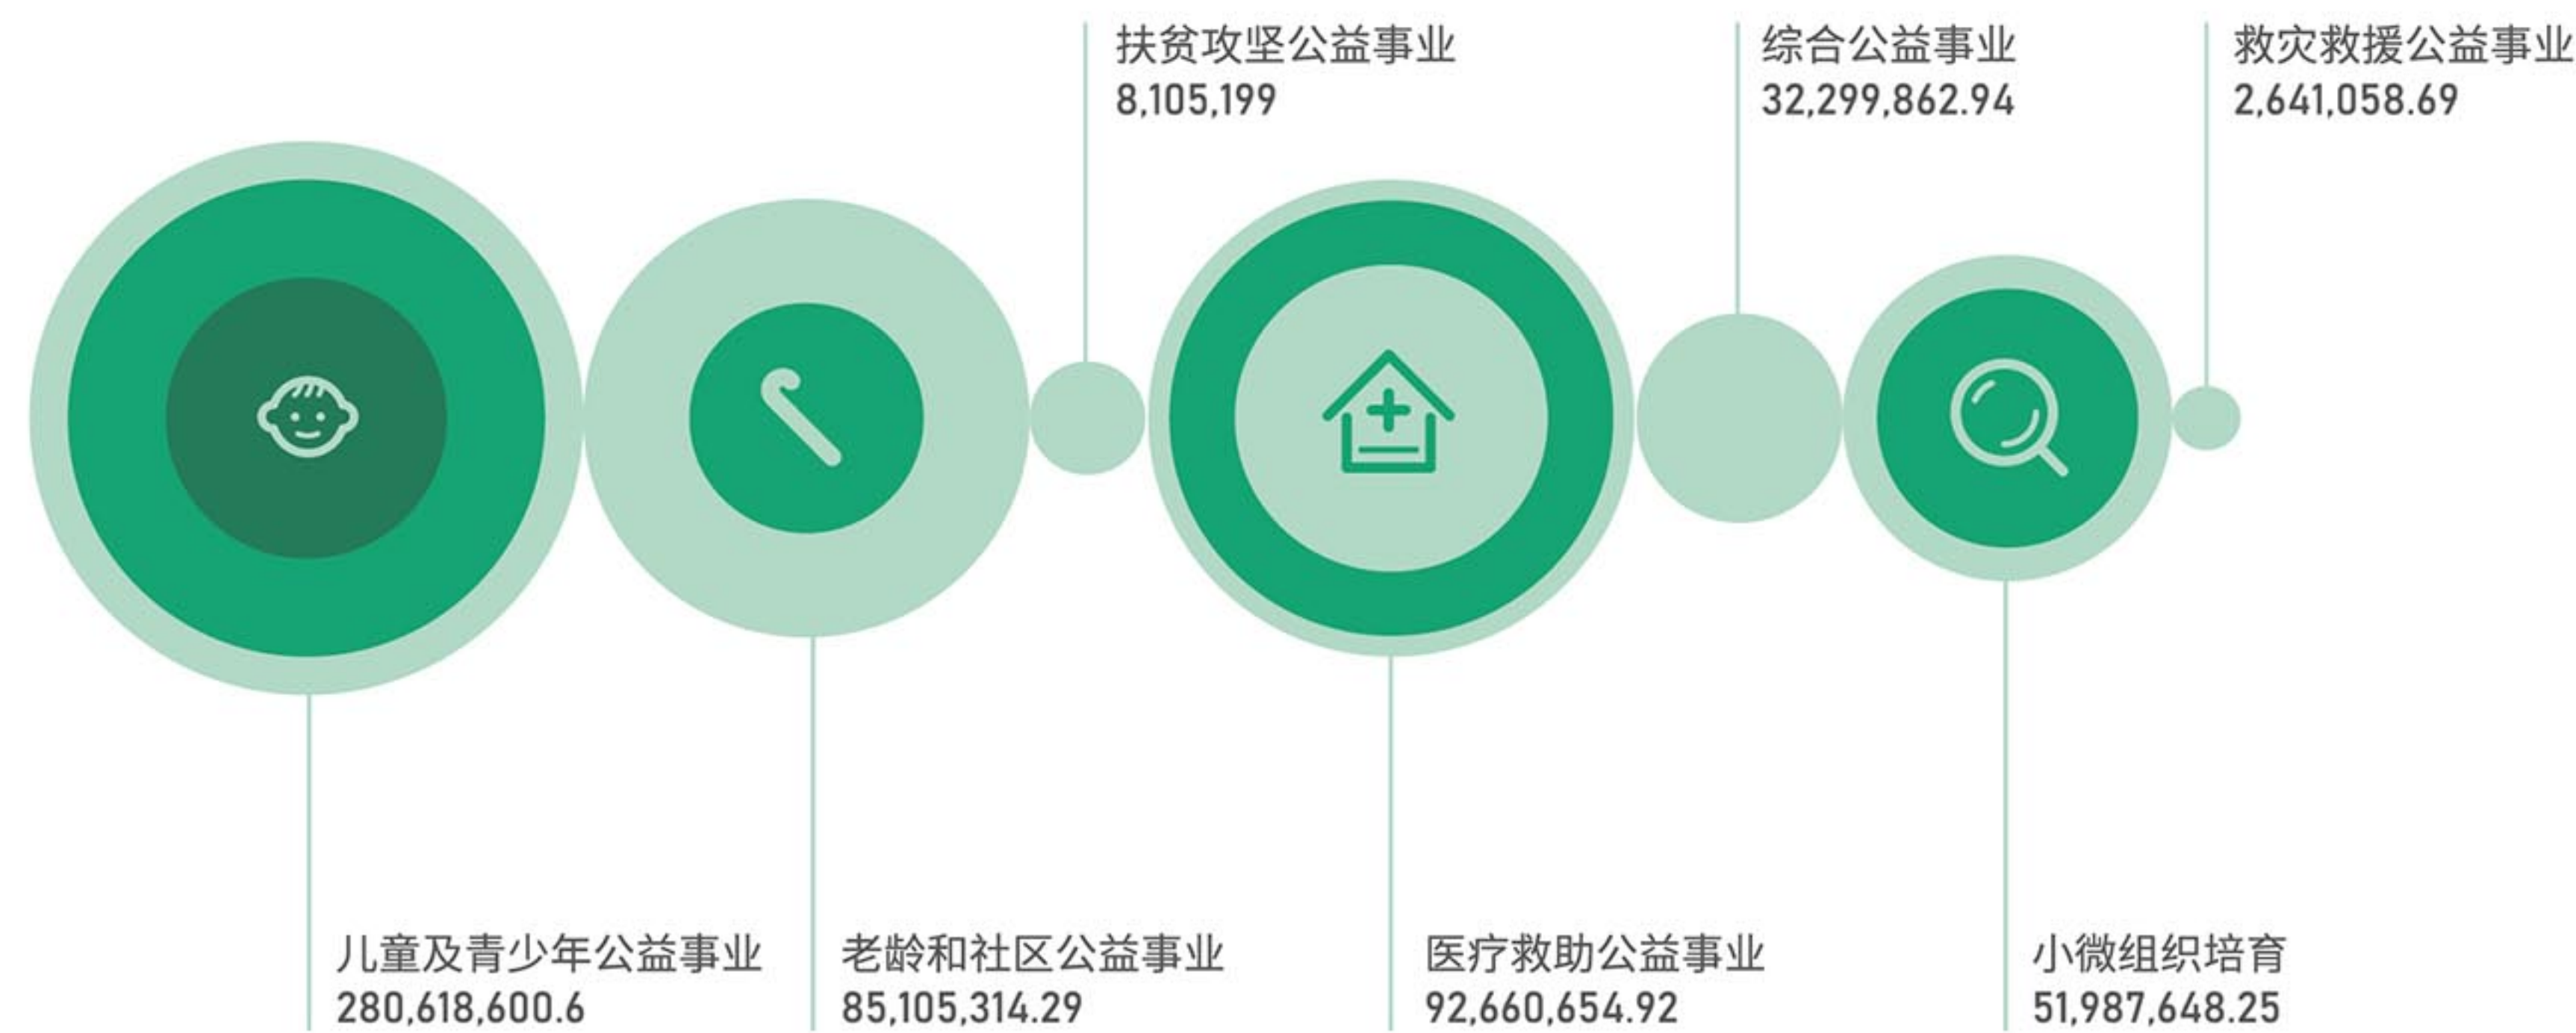 扶贫攻坚公益事业
8,105,199
综合公益事业
32,299,862.94
救灾救援公益事业
2,641,058.69
儿童及青少年公益事业
280,618,600.6
老龄和社区公益事业
85,105,314.29
医疗救助公益事业
92,660,654.92
小微组织培育
51,987,648.25